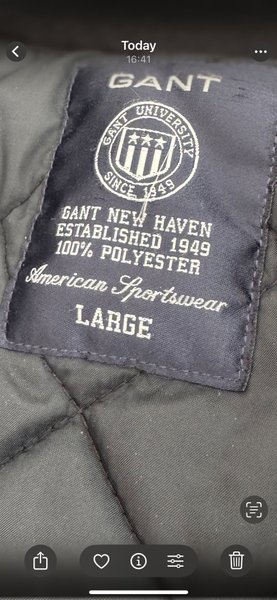 Today
16:41
GANT
GANT UNIVERSITY
SINCE 1949
GANT NEW HAVEN
ESTABLISHED 1949
100% POLYESTER
American Sportswear
LARGE